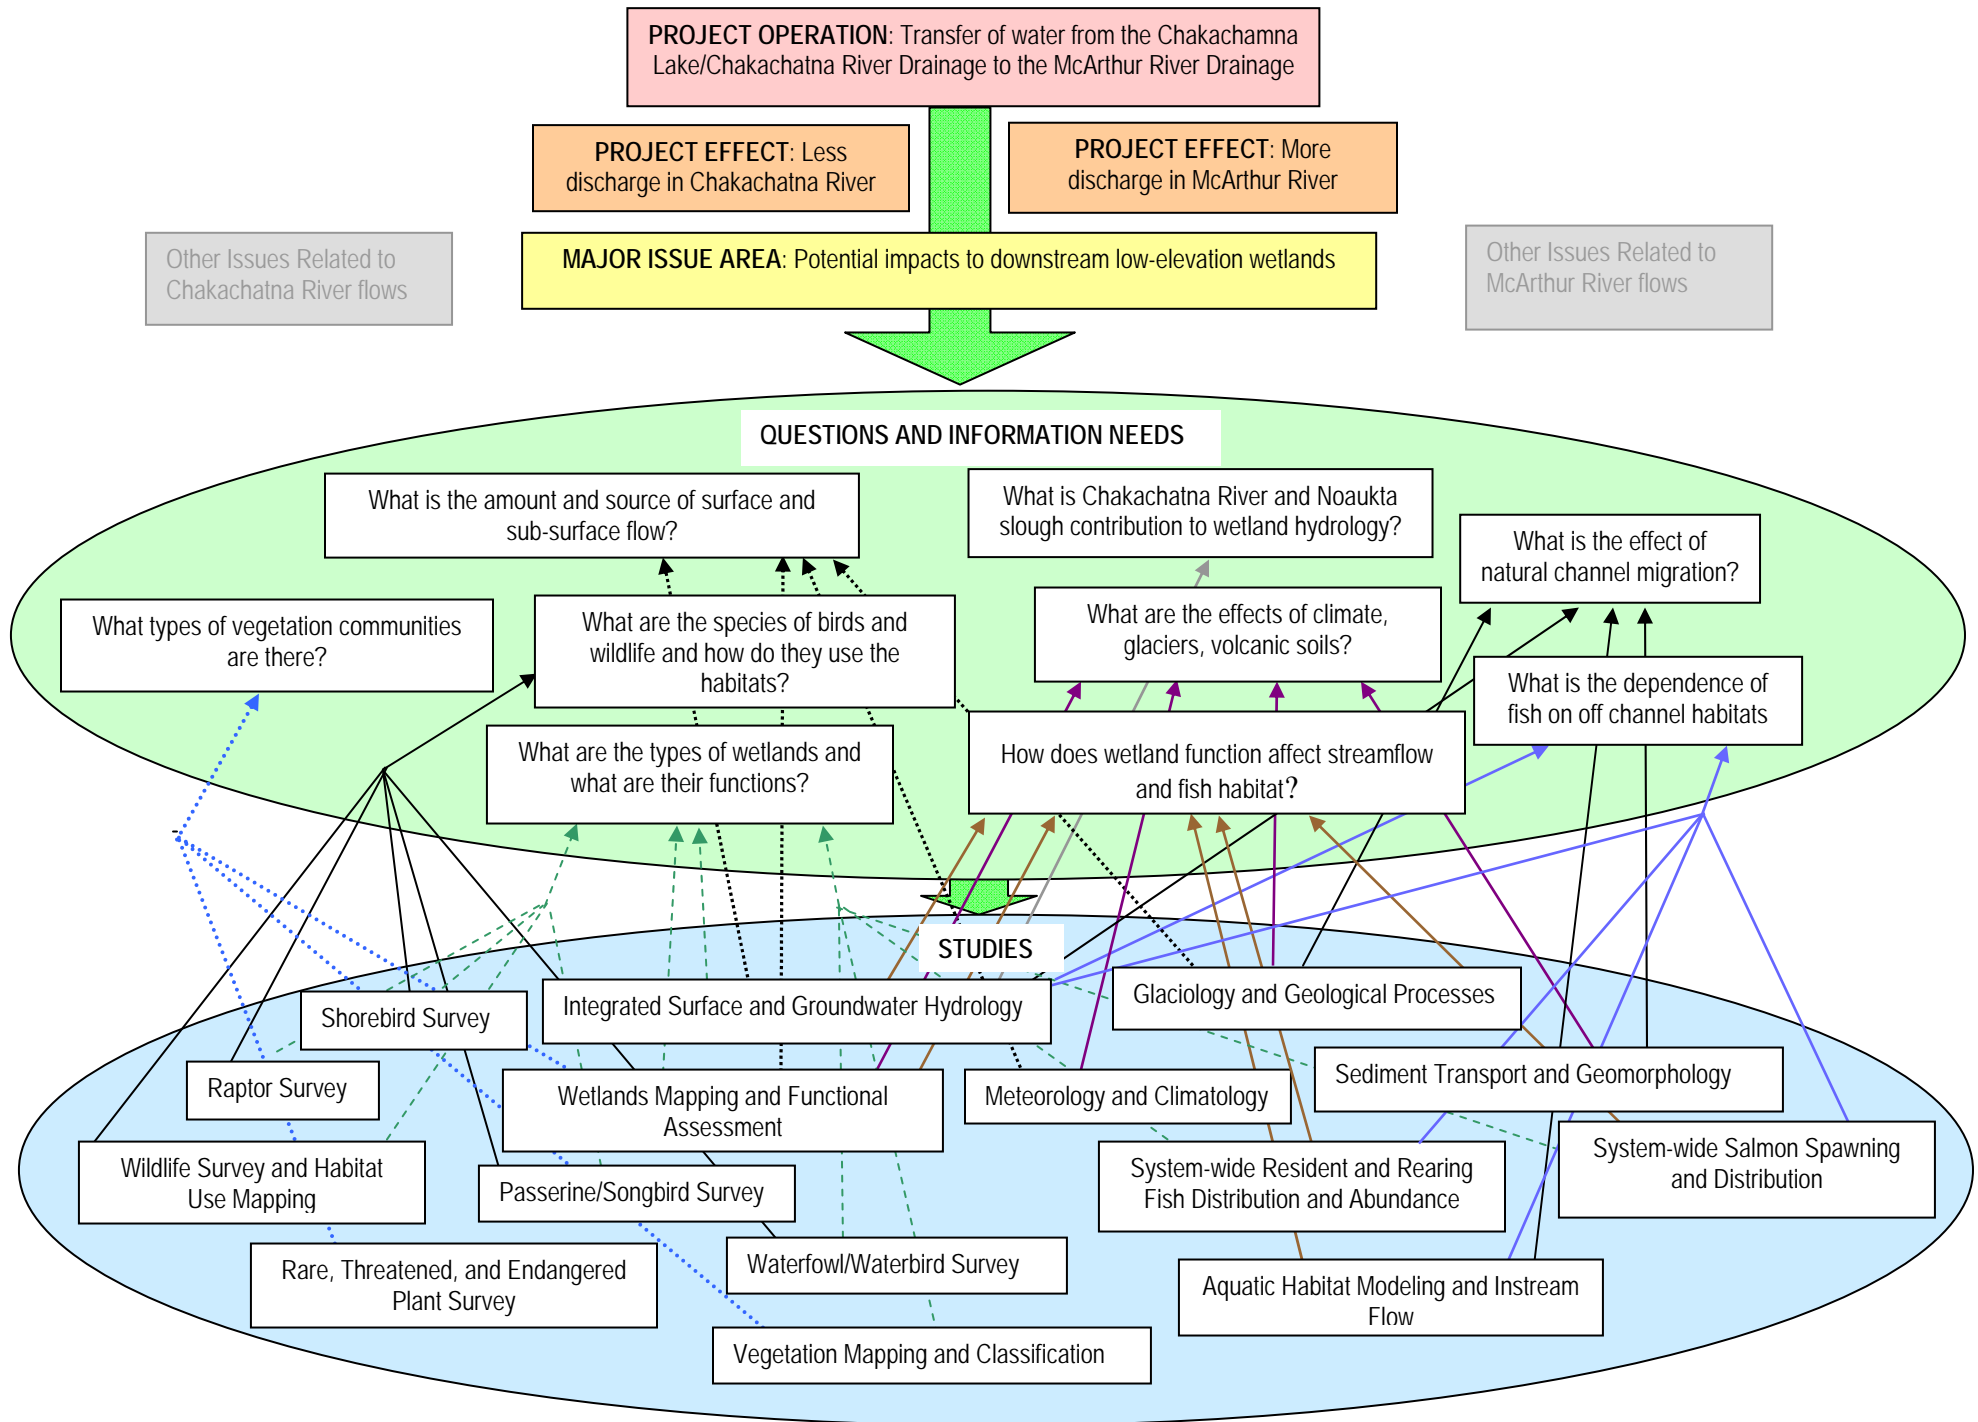 PROJECT OPERATION: Transfer of water from the Chakachamna
Lake/Chakachatna River Drainage to the McArthur River Drainage
PROJECT EFFECT: Less
discharge in Chakachatna River
PROJECT EFFECT: More
discharge in McArthur River
Other Issues Related to
Chakachatna River flows
MAJOR ISSUE AREA: Potential impacts to downstream low-elevation wetlands
Other Issues Related to
McArthur River flows
QUESTIONS AND INFORMATION NEEDS
What is the amount and source of surface and
sub-surface flow?
What is Chakachatna River and Noaukta
slough contribution to wetland hydrology?
What is the effect of
natural channel migration?
What types of vegetation communities
are there?
What are the species of birds and
wildlife and how do they use the
habitats?
What are the effects of climate,
glaciers, volcanic soils?
What is the dependence of
fish on off channel habitats
What are the types of wetlands and
what are their functions?
How does wetland function affect streamflow
and fish habitat?
STUDIES
Shorebird Survey
Integrated Surface and Groundwater Hydrology
Glaciology and Geological Processes
Raptor Survey
Wetlands Mapping and Functional
Assessment
Meteorology and Climatology
Sediment Transport and Geomorphology
Wildlife Survey and Habitat
Use Mapping
Passerine/Songbird Survey
System-wide Resident and Rearing
Fish Distribution and Abundance
System-wide Salmon Spawning
and Distribution
Rare, Threatened, and Endangered
Plant Survey
Waterfowl/Waterbird Survey
Aquatic Habitat Modeling and Instream
Flow
Vegetation Mapping and Classification